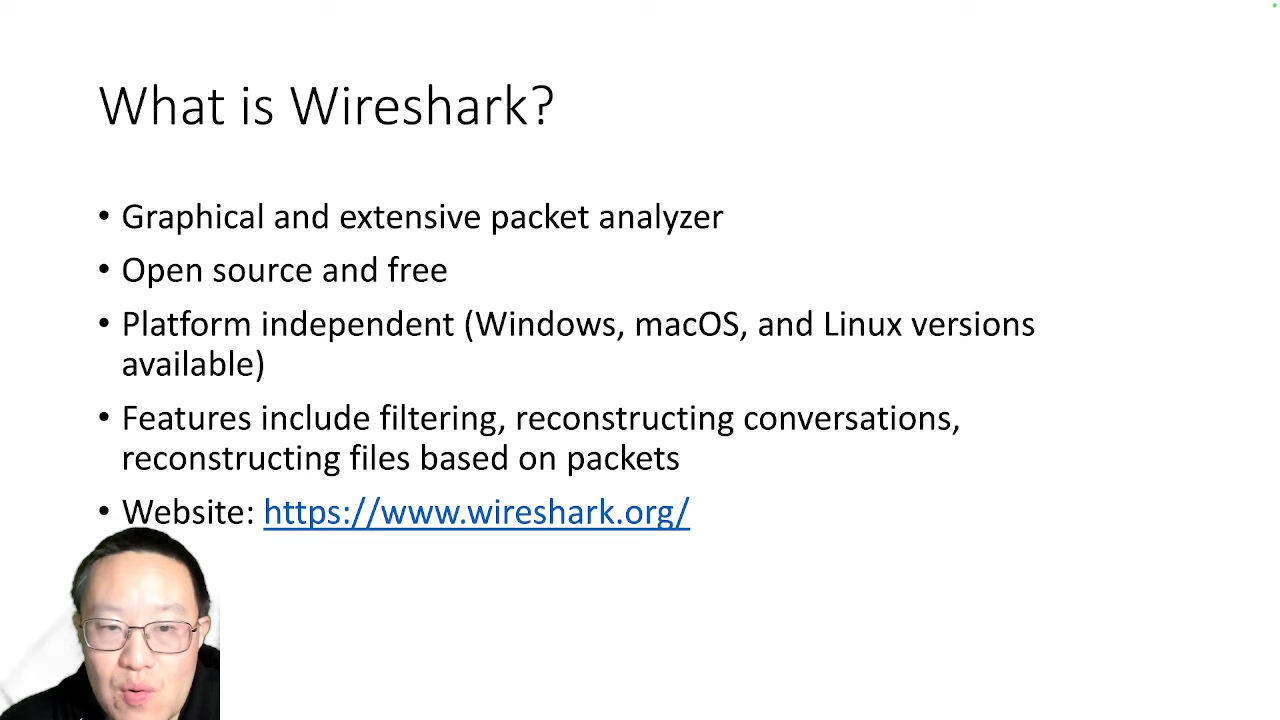 What is Wireshark?
• Graphical and extensive packet analyzer
• Open source and free
• Platform independent (Windows, macOS, and Linux versions
available)
• Features include filtering, reconstructing conversations,
reconstructing files based on packets
• Website: https://www.wireshark.org/